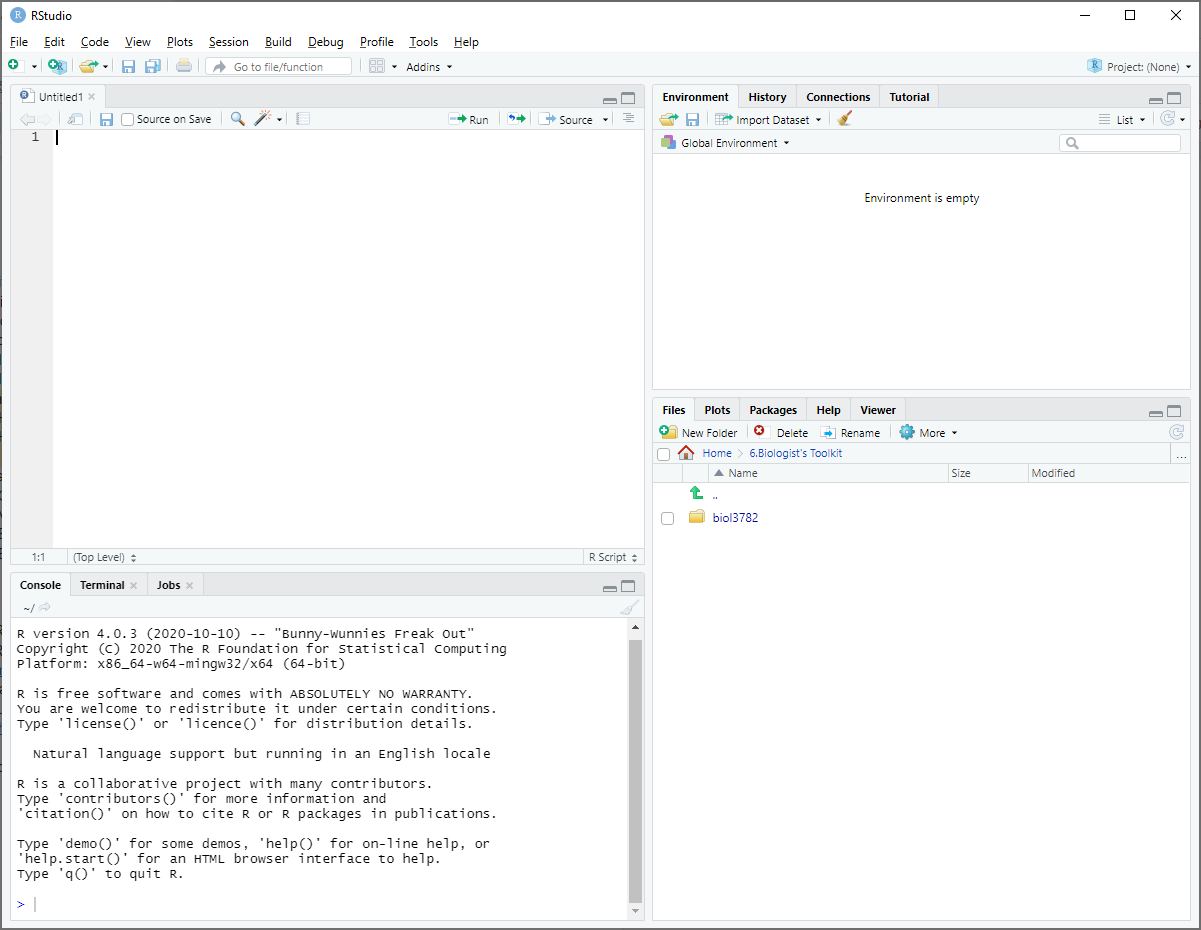 RStudio
File Edit Code View Plots Session Build Debug Profile Tools Help
Go to file/function Addins Project: (None)
Untitled1
Source on Save Run Source
1
1:1 (Top Level) R Script
Console Terminal Jobs
~/
R version 4.0.3 (2020-10-10) -- "Bunny-Wunnies Freak Out"
Copyright (C) 2020 The R Foundation for Statistical Computing
Platform: x86_64-w64-mingw32/x64 (64-bit)
R is free software and comes with ABSOLUTELY NO WARRANTY.
You are welcome to redistribute it under certain conditions.
Type 'license()' or 'licence()' for distribution details.
Natural language support but running in an English locale
R is a collaborative project with many contributors.
Type 'contributors()' for more information and
'citation()' on how to cite R or R packages in publications.
Type 'demo()' for some demos, 'help()' for on-line help, or
'help.start()' for an HTML browser interface to help.
Type 'q()' to quit R.
>
Environment History Connections Tutorial
Import Dataset List
Global Environment
Environment is empty
Files Plots Packages Help Viewer
New Folder Delete Rename More
Home 6.Biologist's Toolkit ...
Name Size Modified
..
biol3782